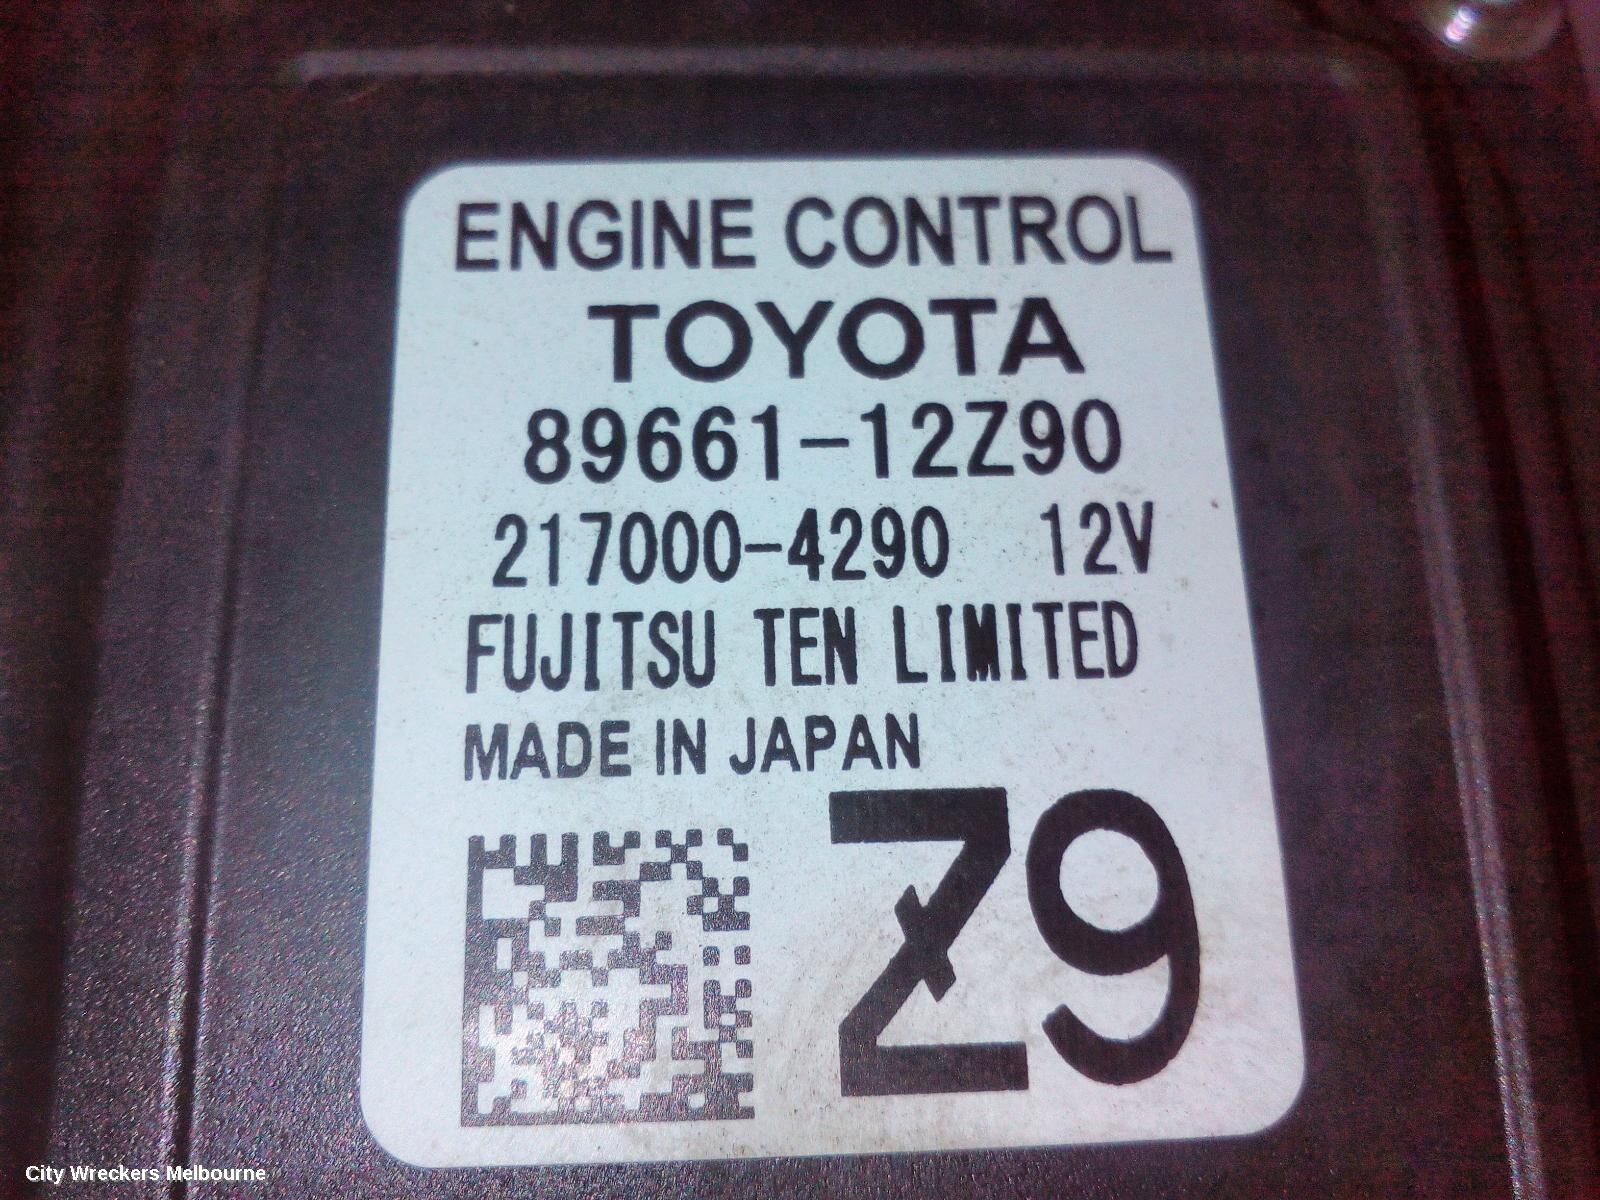 ENGINE CONTROL
TOYOTA
89661-12Z90
217000-4290 12V
FUJITSU TEN LIMITED
MADE IN JAPAN
Z9
City Wreckers Melbourne